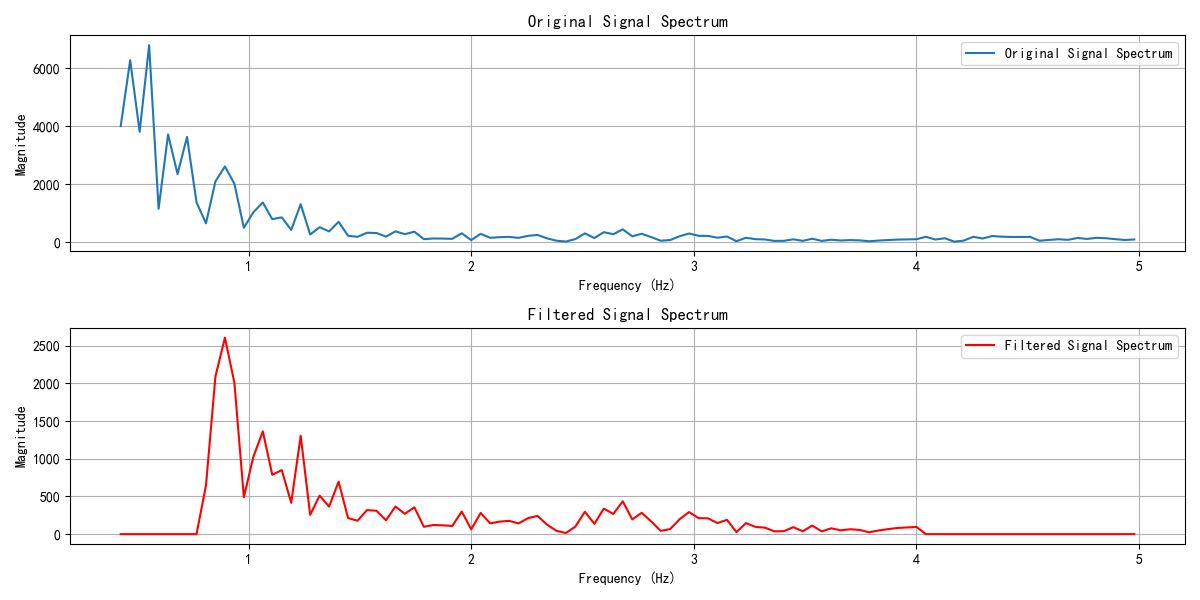 Original Signal Spectrum
Original Signal Spectrum
Magnitude
6000
4000
2000
0
1 2 3 4 5
Frequency (Hz)
Filtered Signal Spectrum
Filtered Signal Spectrum
Magnitude
2500
2000
1500
1000
500
0
1 2 3 4 5
Frequency (Hz)